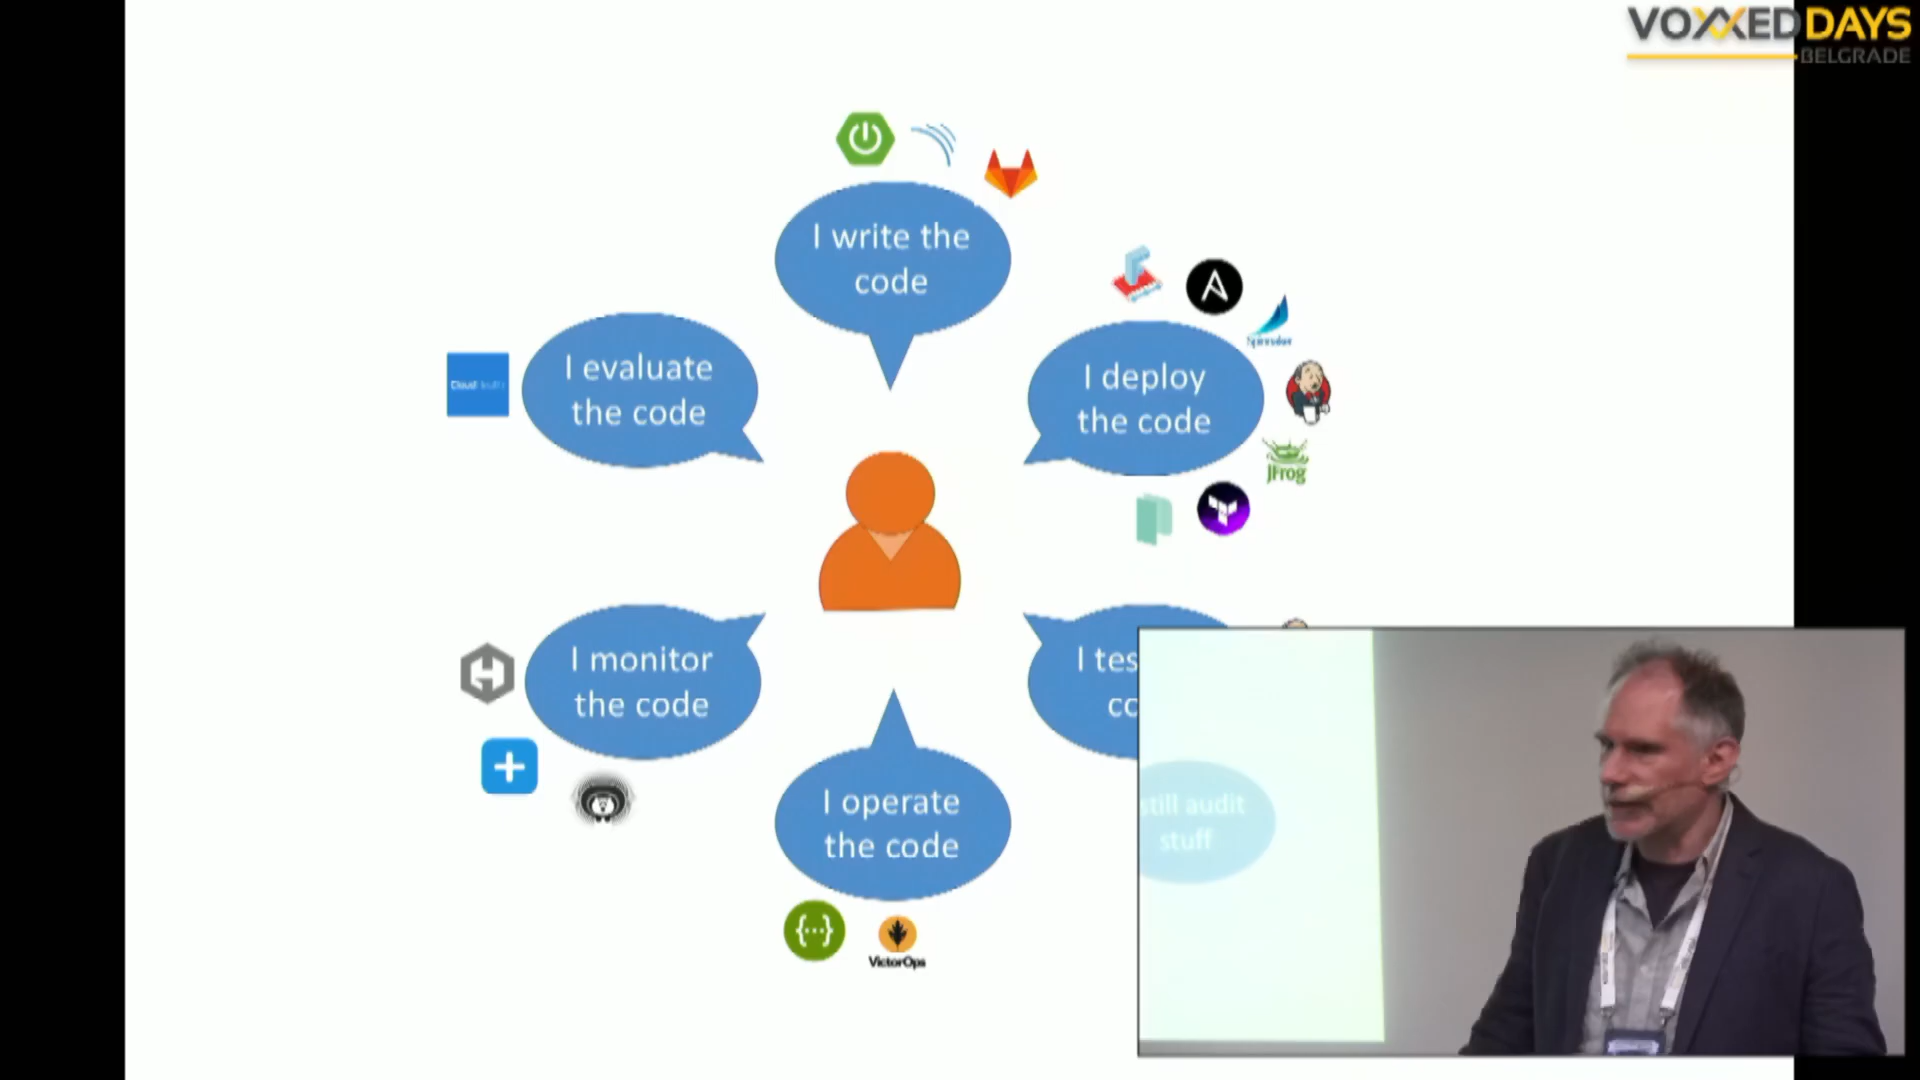 VOXXED DAYS
BELGRADE
I write the
code
I evaluate
the code
I deploy
the code
JFrog
I monitor
the code
I tes
co
still audit
stuff
I operate
the code
VictorOps